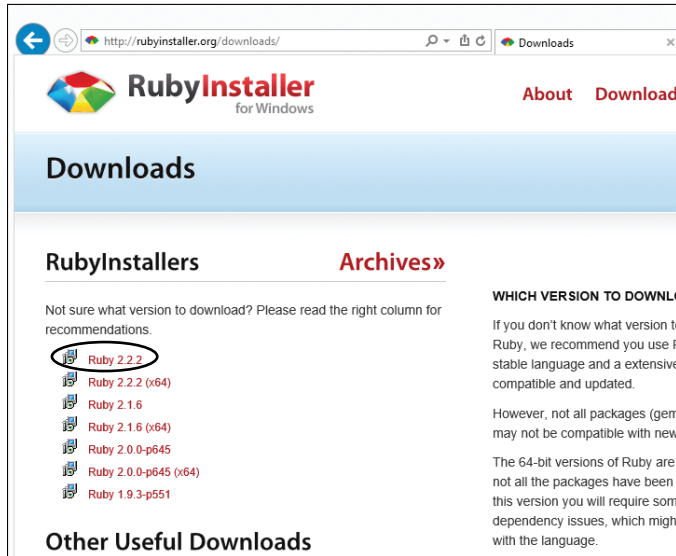 http://rubyinstaller.org/downloads/
Downloads
RubyInstaller
for Windows
About Download
Downloads
RubyInstallers
Archives»
Not sure what version to download? Please read the right column for
recommendations.
Ruby 2.2.2
Ruby 2.2.2 (x64)
Ruby 2.1.6
Ruby 2.1.6 (x64)
Ruby 2.0.0-p645
Ruby 2.0.0-p645 (x64)
Ruby 1.9.3-p551
Other Useful Downloads
WHICH VERSION TO DOWNLO
If you don't know what version t
Ruby, we recommend you use
stable language and a extensive
compatible and updated.
However, not all packages (gem
may not be compatible with new
The 64-bit versions of Ruby are
not all the packages have been
this version you will require som
dependency issues, which migh
with the language.